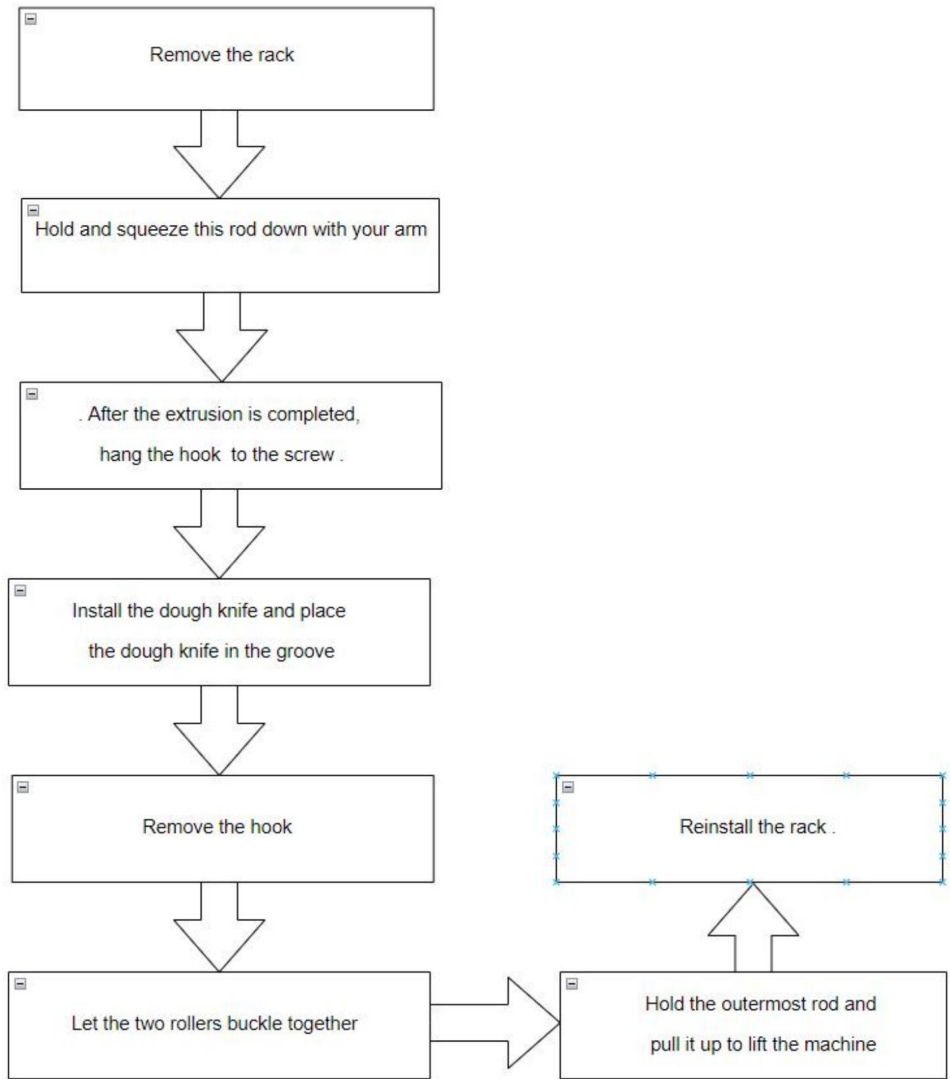 Remove the rack
Hold and squeeze this rod down with your arm
. After the extrusion is completed,
hang the hook  to the screw .
Install the dough knife and place
the dough knife in the groove
Remove the hook
Let the two rollers buckle together
Hold the outermost rod and
pull it up to lift the machine
Reinstall the rack .